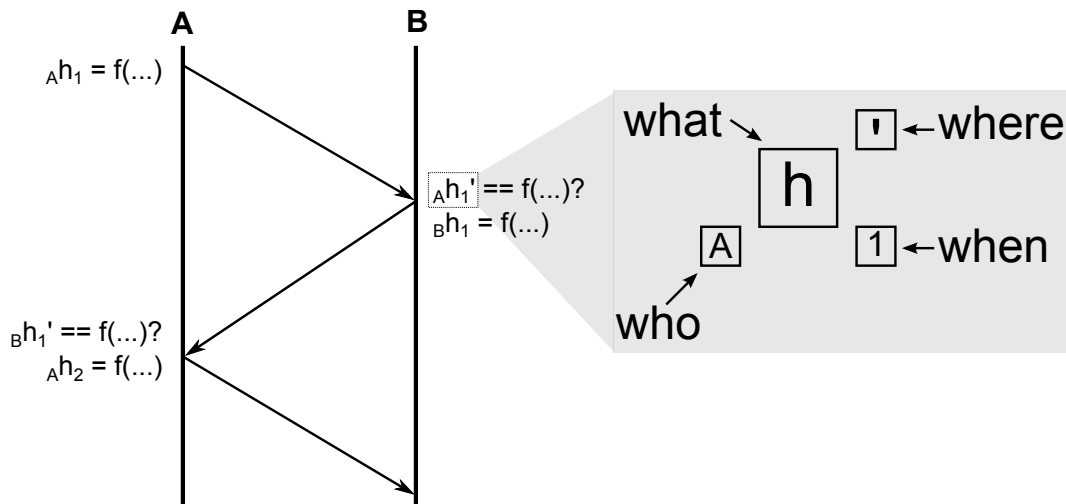 A
B
Ah₁ = f(...)
Ah₁' == f(...)?
Bh₁ = f(...)
Bh₁' == f(...)?
Ah₂ = f(...)
what
'
where
h
A
1
when
who